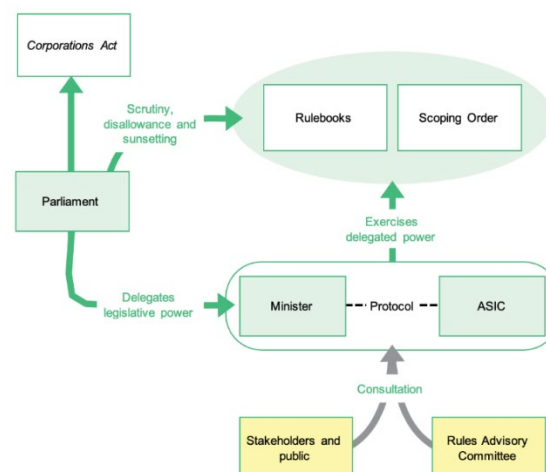 Corporations Act
Scrutiny,
disallowance and
sunsetting
Rulebooks
Scoping Order
Parliament
Exercises
delegated power
Delegates
legislative power
Minister
Protocol
ASIC
Consultation
Stakeholders and
public
Rules Advisory
Committee